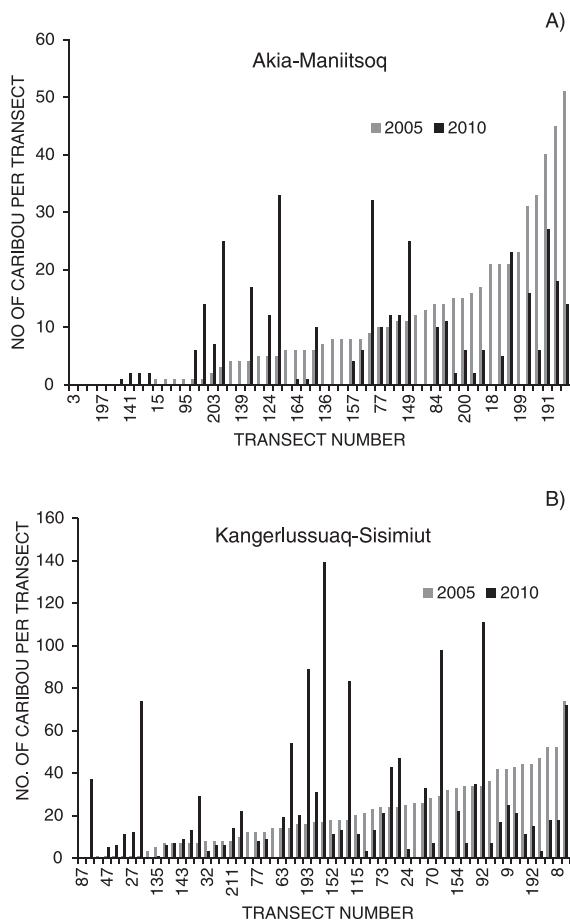 A)
60
Akia-Maniitsoq
50
2005 2010
40
30
20
10
0
NO OF CARIBOU PER TRANSECT
3 197 141 15 95 203 139 124 164 136 157 77 149 84 200 18 199 191
TRANSECT NUMBER
B)
160
Kangerlussuaq-Sisimiut
140
120
2005 2010
100
80
60
40
20
0
NO. OF CARIBOU PER TRANSECT
87 47 27 135 143 32 211 77 63 193 152 115 73 24 70 154 92 9 192 8
TRANSECT NUMBER